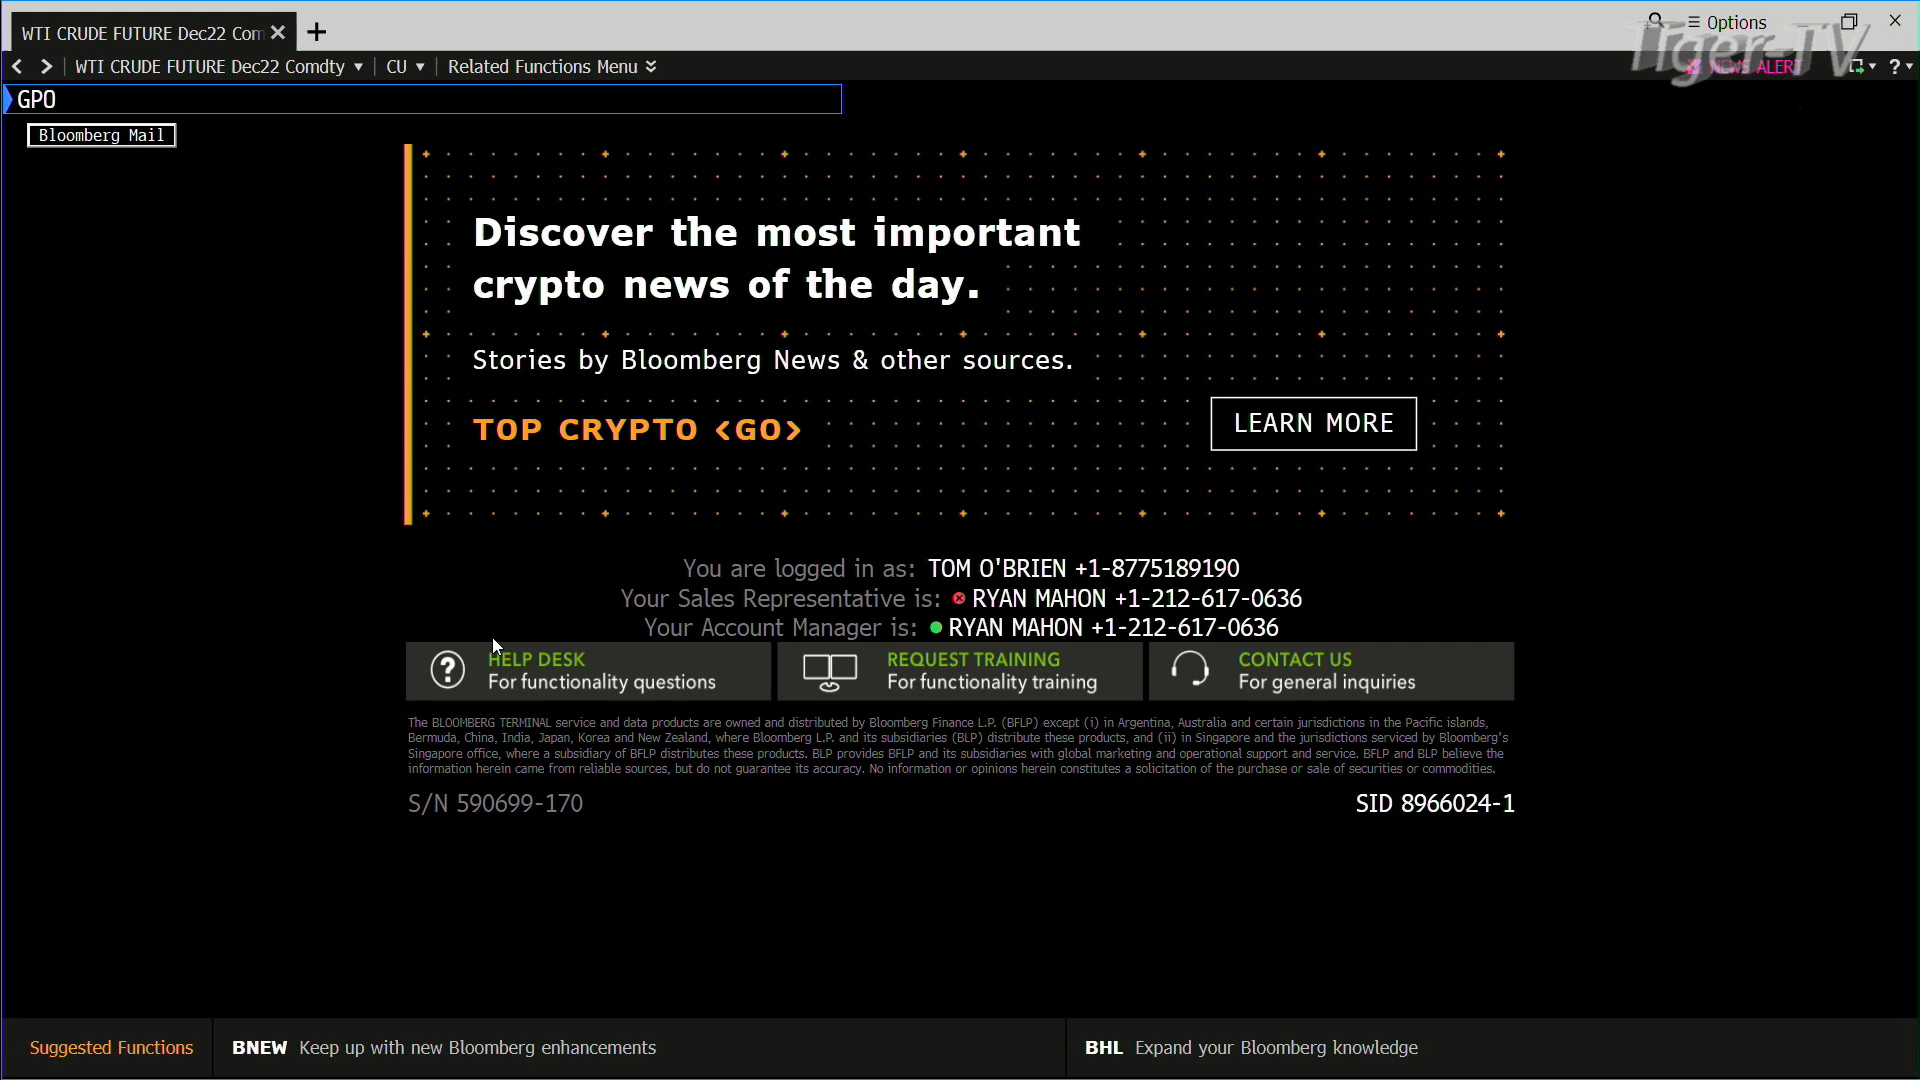 WTI CRUDE FUTURE Dec22 Com
Options
Tiger-TV
WTI CRUDE FUTURE Dec22 Comdty ▾ CU ▾ Related Functions Menu
NEWS ALERT ?
GPO
Bloomberg Mail
Discover the most important
crypto news of the day.
Stories by Bloomberg News & other sources.
TOP CRYPTO <GO>
LEARN MORE
You are logged in as: TOM O'BRIEN +1-8775189190
Your Sales Representative is: RYAN MAHON +1-212-617-0636
Your Account Manager is: RYAN MAHON +1-212-617-0636
HELP DESK
For functionality questions
REQUEST TRAINING
For functionality training
CONTACT US
For general inquiries
The BLOOMBERG TERMINAL service and data products are owned and distributed by Bloomberg Finance L.P. (BFLP) except (i) in Argentina, Australia and certain jurisdictions in the Pacific islands,
Bermuda, China, India, Japan, Korea and New Zealand, where Bloomberg L.P. and its subsidiaries (BLP) distribute these products, and (ii) in Singapore and the jurisdictions serviced by Bloomberg's
Singapore office, where a subsidiary of BFLP distributes these products. BLP provides BFLP and its subsidiaries with global marketing and operational support and service. BFLP and BLP believe the
information herein came from reliable sources, but do not guarantee its accuracy. No information or opinions herein constitutes a solicitation of the purchase or sale of securities or commodities.
S/N 590699-170
SID 8966024-1
Suggested Functions
BNEW Keep up with new Bloomberg enhancements
BHL Expand your Bloomberg knowledge